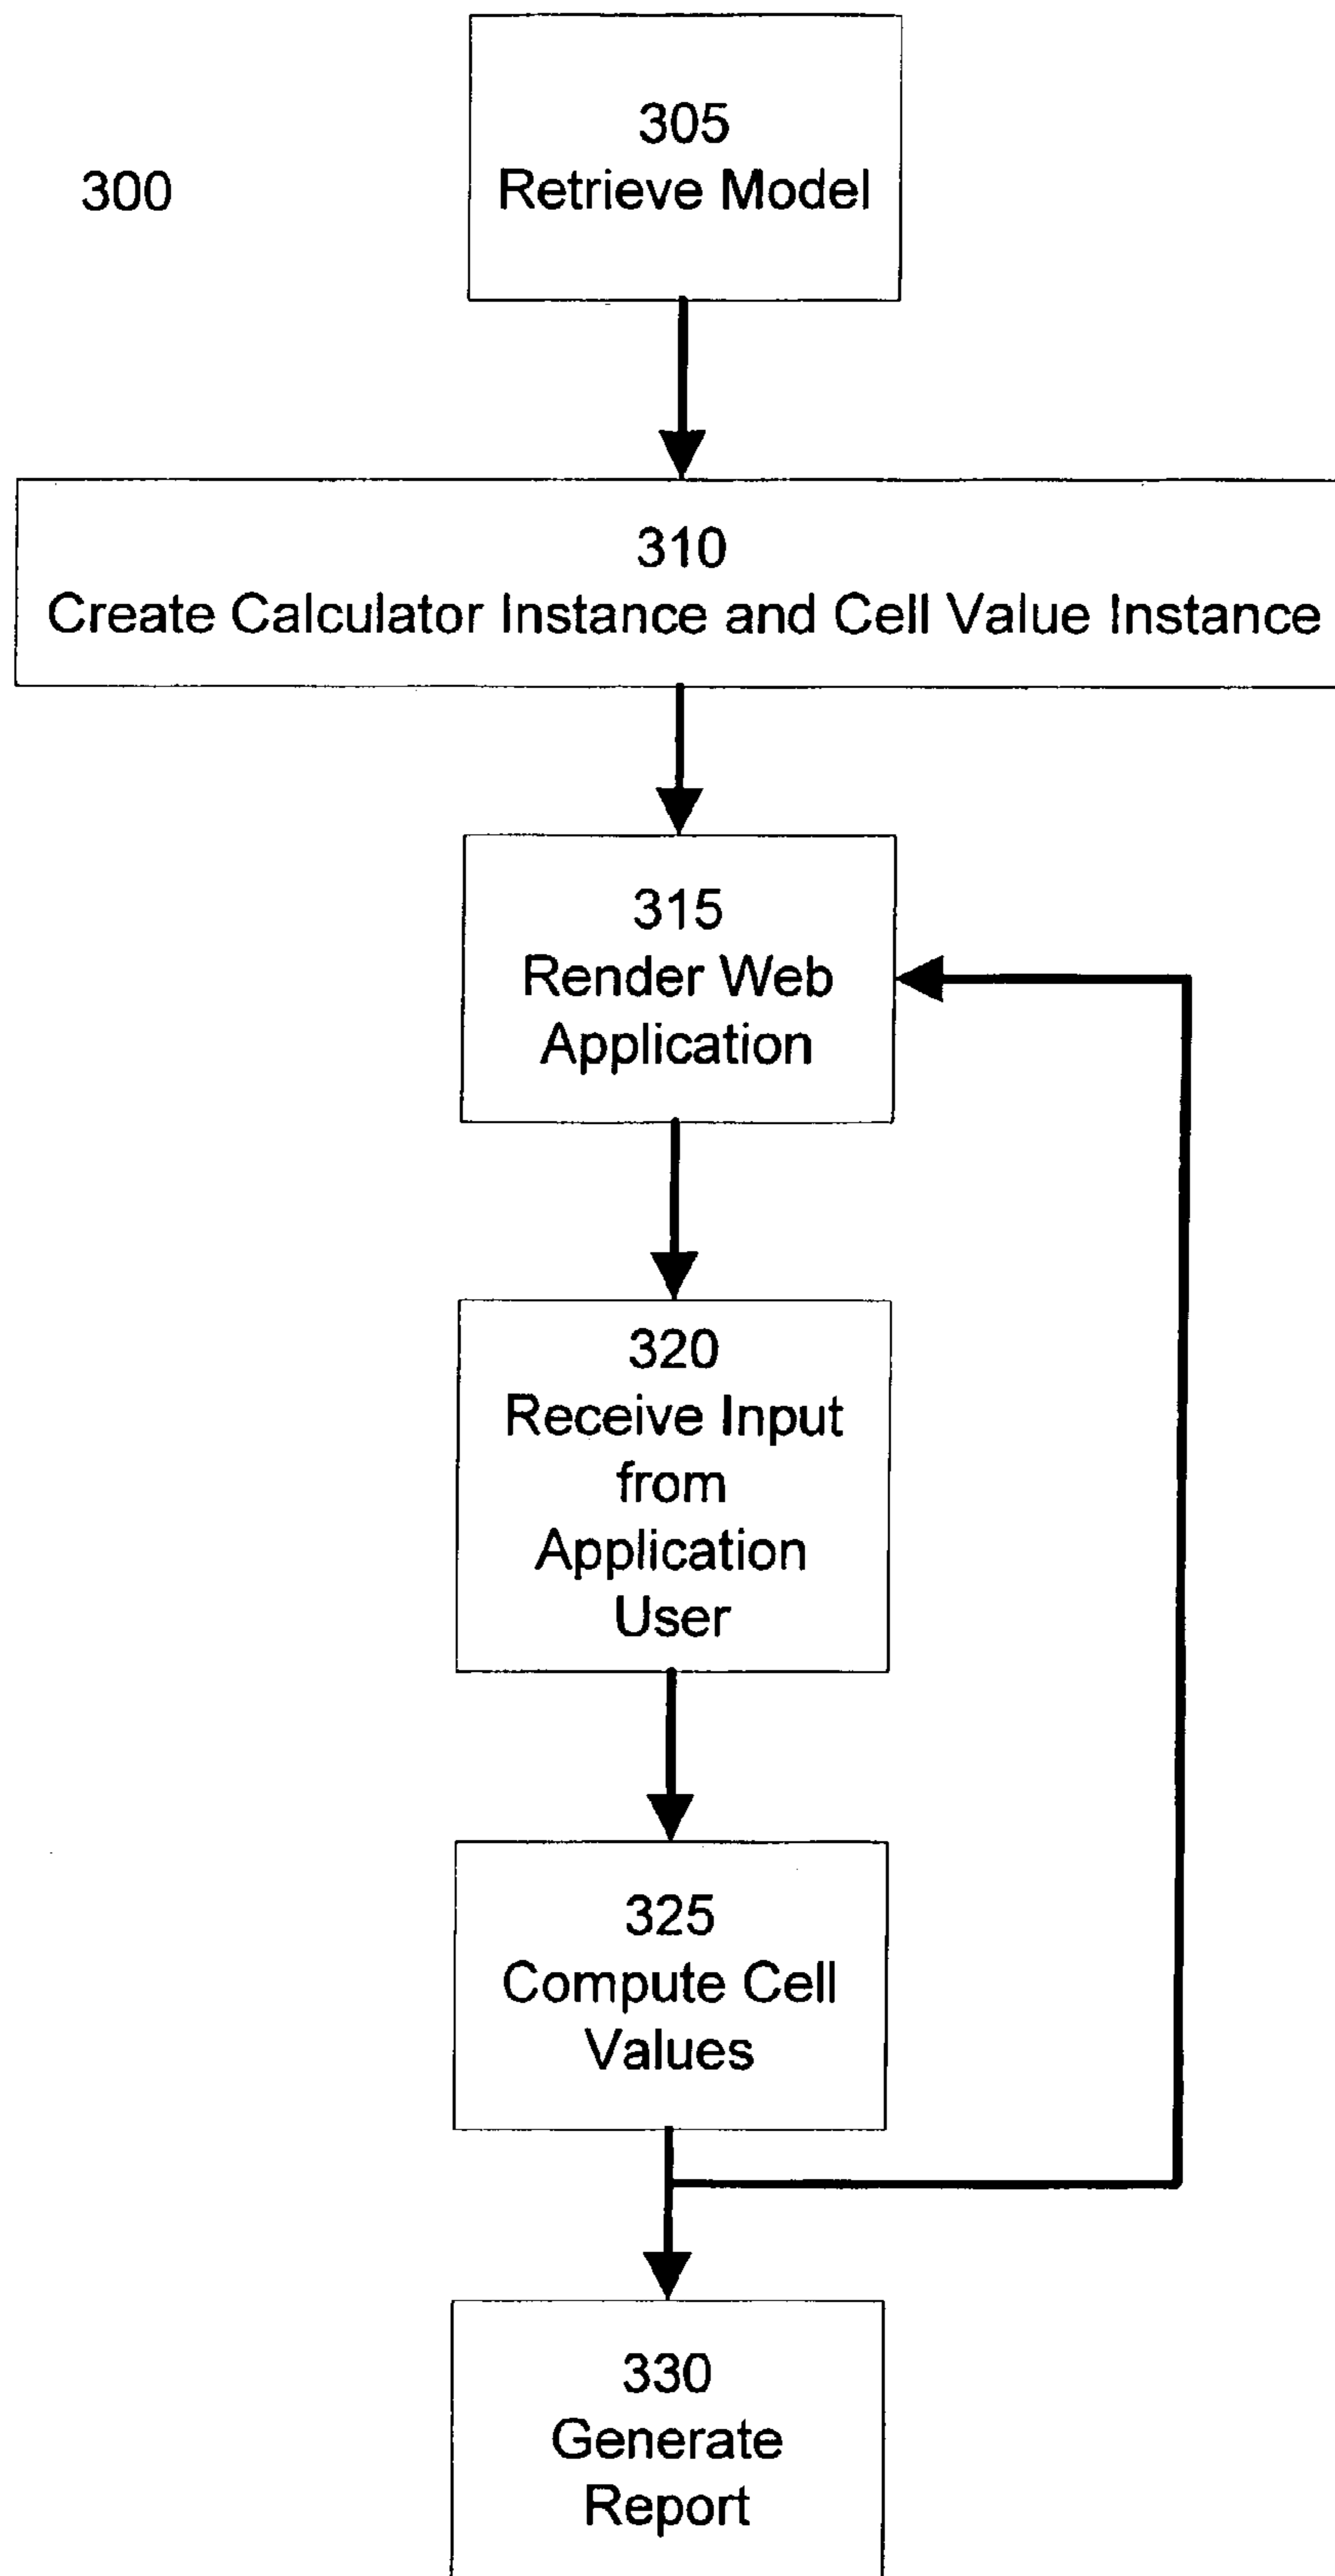 305
Retrieve Model
300
310
Create Calculator Instance and Cell Value Instance
315
Render Web
Application
320
Receive Input
from
Application
User
325
Compute Cell
Values
330
Generate
Report